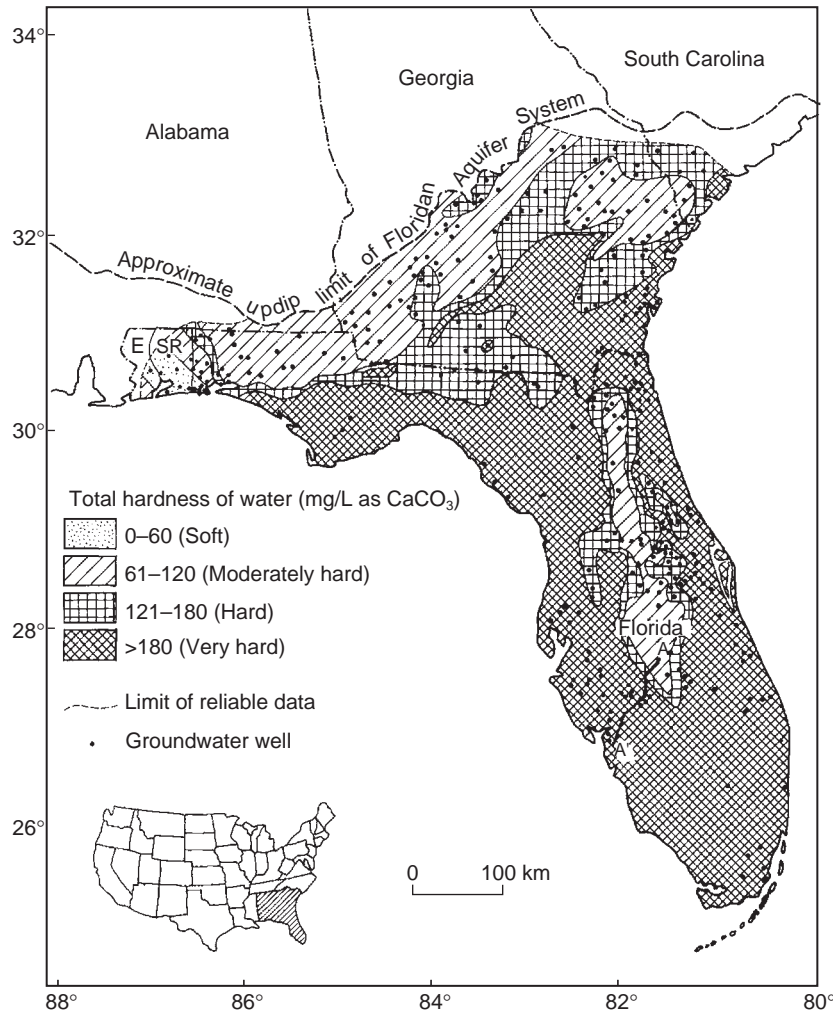 34°
South Carolina
Georgia
Alabama
Approximate updip limit of Floridan Aquifer System
32°
E SR
30°
Total hardness of water (mg/L as CaCO₃)
0–60 (Soft)
61–120 (Moderately hard)
121–180 (Hard)
>180 (Very hard)
28°
Florida
A
Limit of reliable data
Groundwater well
A'
26°
0 100 km
88° 86° 84° 82° 80°